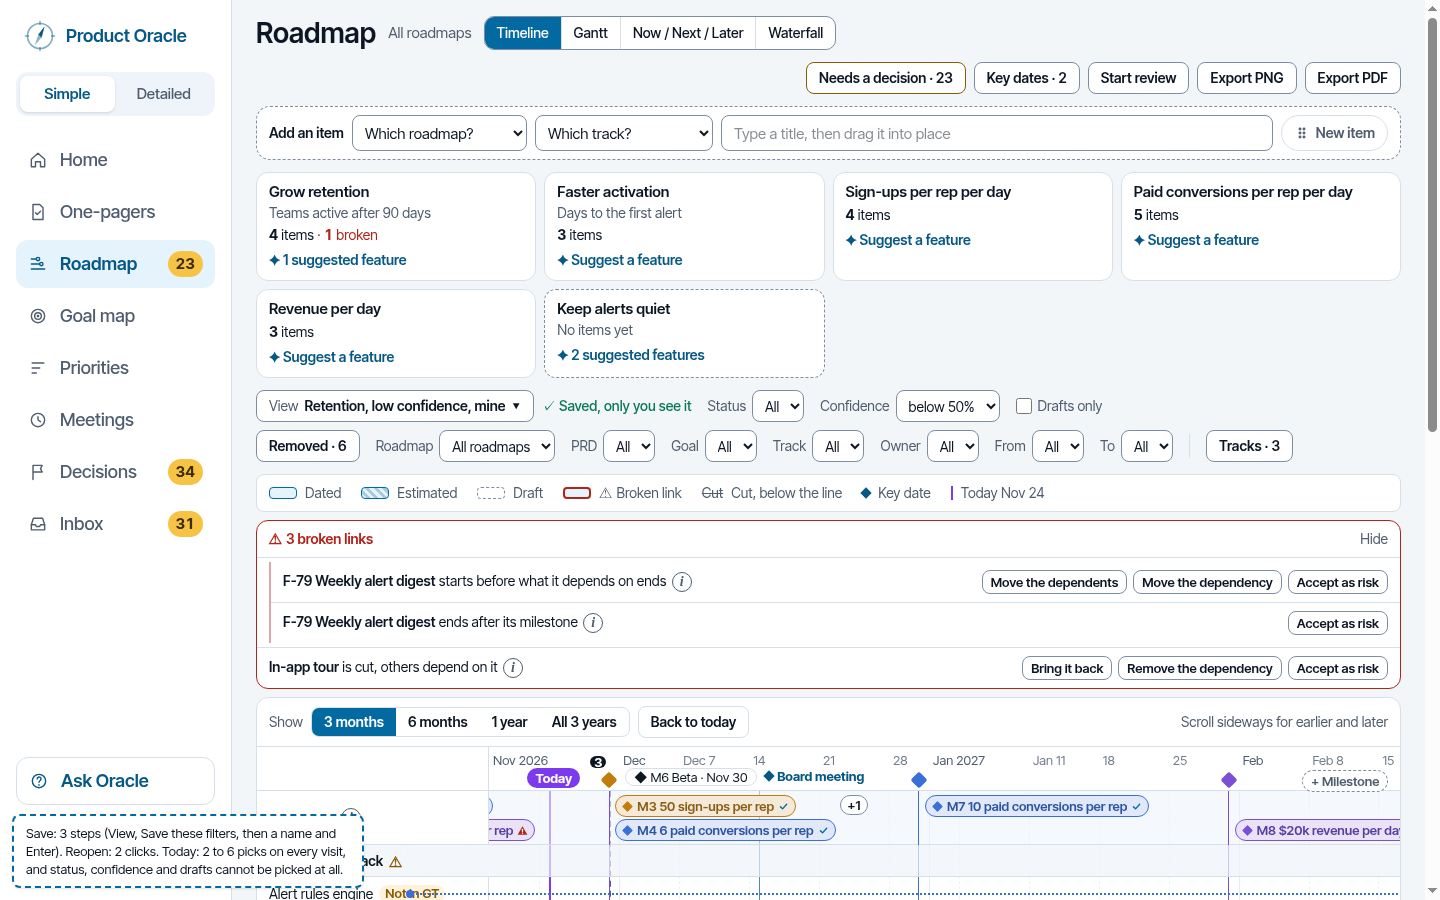 Product Oracle
Simple Detailed
Home
One-pagers
Roadmap 23
Goal map
Priorities
Meetings
Decisions 34
Inbox 31
Ask Oracle
Save: 3 steps (View, Save these filters, then a name and
Enter). Reopen: 2 clicks. Today: 2 to 6 picks on every visit,
and status, confidence and drafts cannot be picked at all.
Roadmap All roadmaps Timeline Gantt Now / Next / Later Waterfall
Needs a decision · 23 Key dates · 2 Start review Export PNG Export PDF
Add an item Which roadmap? Which track? Type a title, then drag it into place New item
Grow retention
Teams active after 90 days
4 items · 1 broken
1 suggested feature
Faster activation
Days to the first alert
3 items
Suggest a feature
Sign-ups per rep per day
4 items
Suggest a feature
Paid conversions per rep per day
5 items
Suggest a feature
Revenue per day
3 items
Suggest a feature
Keep alerts quiet
No items yet
2 suggested features
View Retention, low confidence, mine ▼ ✓ Saved, only you see it Status All Confidence below 50% Drafts only
Removed · 6 Roadmap All roadmaps PRD All Goal All Track All Owner All From All To All Tracks · 3
Dated Estimated Draft ⚠ Broken link Cut Cut, below the line Key date Today Nov 24
⚠ 3 broken links Hide
F-79 Weekly alert digest starts before what it depends on ends i Move the dependents Move the dependency Accept as risk
F-79 Weekly alert digest ends after its milestone i Accept as risk
In-app tour is cut, others depend on it i Bring it back Remove the dependency Accept as risk
Show 3 months 6 months 1 year All 3 years Back to today Scroll sideways for earlier and later
Nov 2026 3 Dec Dec 7 14 21 28 Jan 2027 Jan 11 18 25 Feb Feb 8 15
Today M6 Beta · Nov 30 Board meeting + Milestone
M3 50 sign-ups per rep ✓ +1 M7 10 paid conversions per rep ✓
rep M4 6 paid conversions per rep ✓ M8 $20k revenue per da
ack
Alert rules engine Not in GT